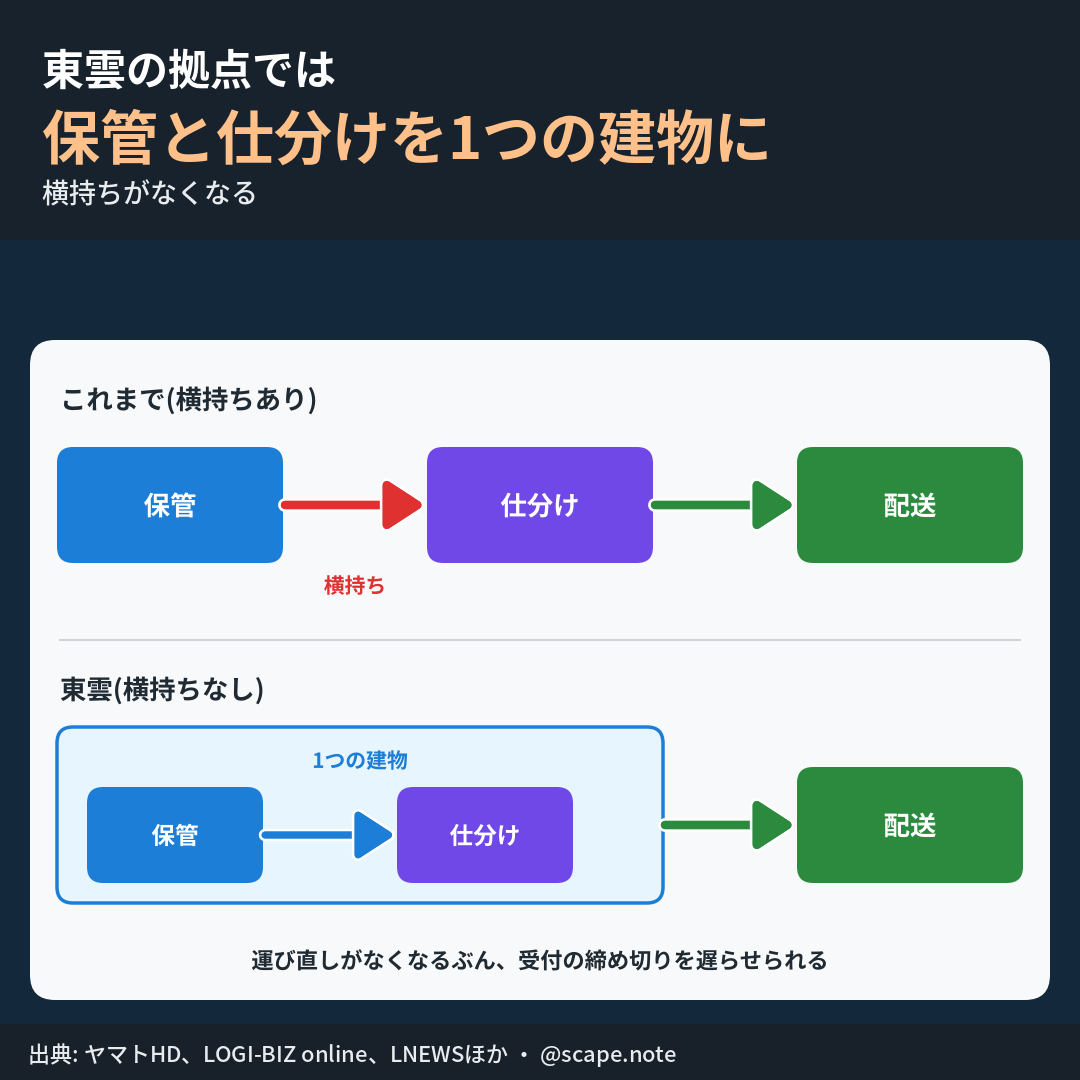 東雲の拠点では
保管と仕分けを1つの建物に
横持ちがなくなる
これまで(横持ちあり)
保管
仕分け
配送
横持ち
東雲(横持ちなし)
1つの建物
保管
仕分け
配送
運び直しがなくなるぶん、受付の締め切りを遅らせられる
出典: ヤマトHD、LOGI-BIZ online、LNEWSほか ・ @scape.note